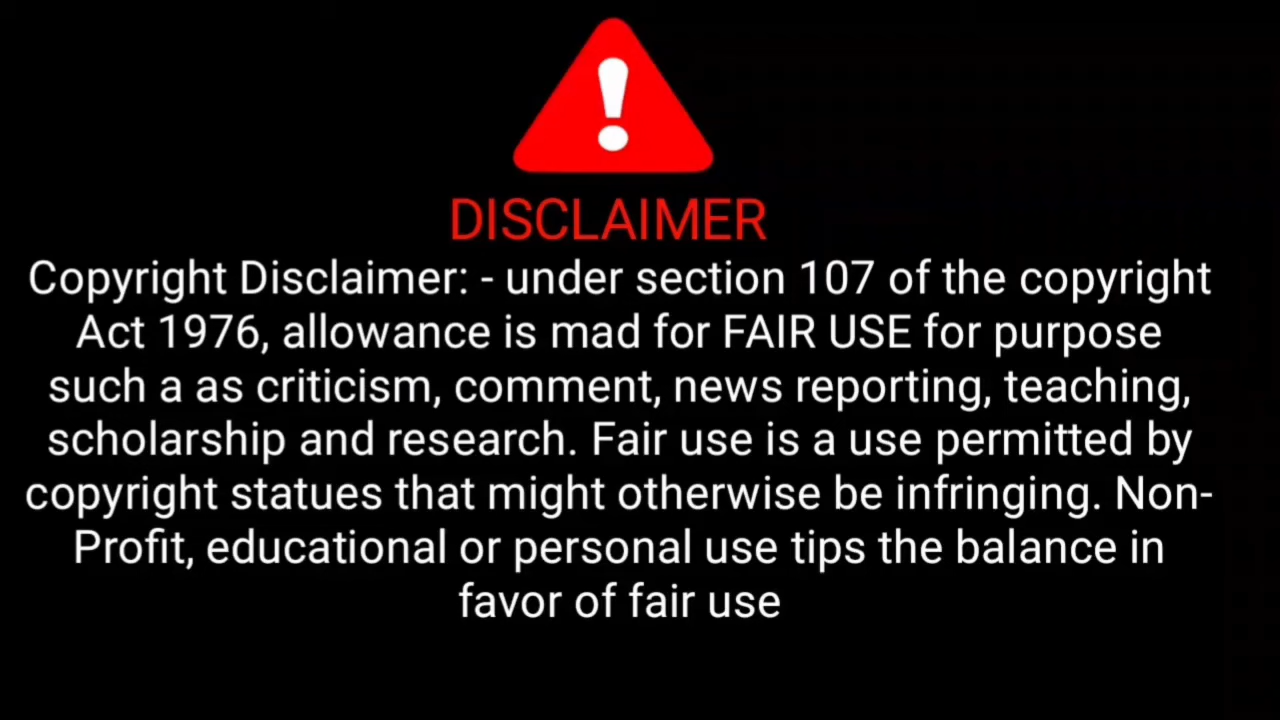 DISCLAIMER
Copyright Disclaimer: - under section 107 of the copyright
Act 1976, allowance is mad for FAIR USE for purpose
such a as criticism, comment, news reporting, teaching,
scholarship and research. Fair use is a use permitted by
copyright statues that might otherwise be infringing. Non-
Profit, educational or personal use tips the balance in
favor of fair use